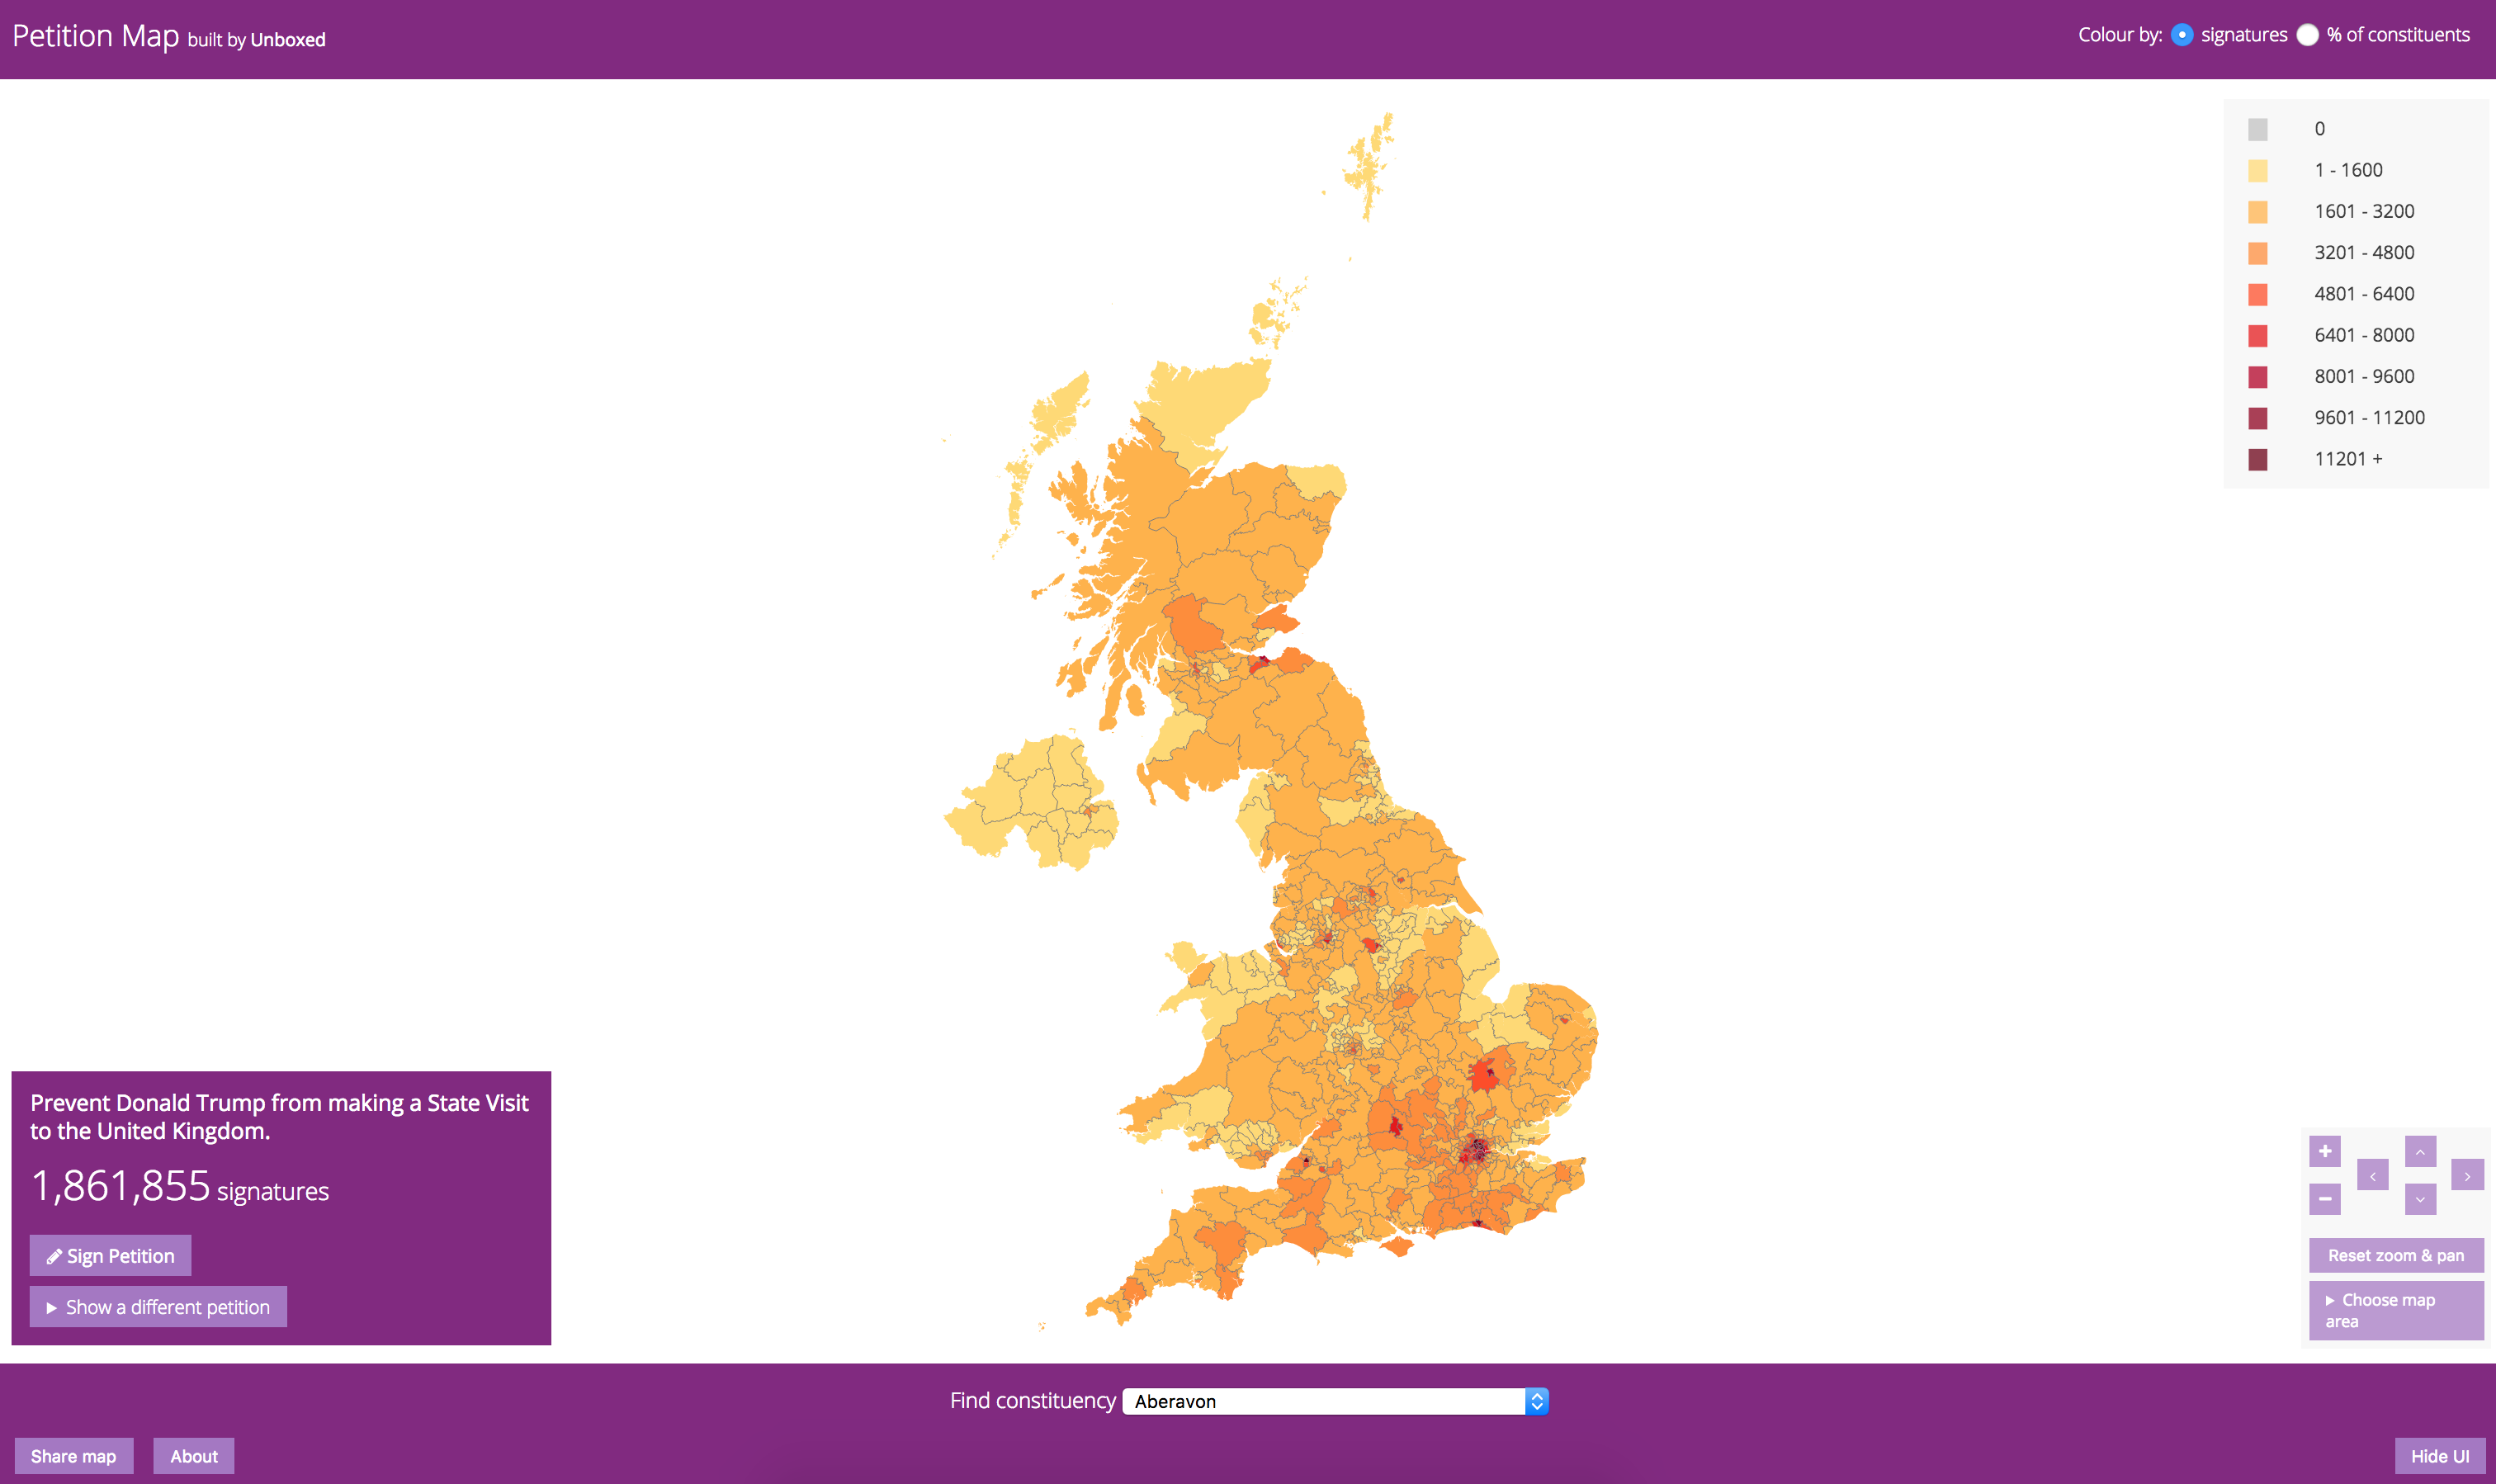 Petition Map built by Unboxed
Colour by: signatures % of constituents
0
1 - 1600
1601 - 3200
3201 - 4800
4801 - 6400
6401 - 8000
8001 - 9600
9601 - 11200
11201 +
Prevent Donald Trump from making a State Visit
to the United Kingdom.
1,861,855 signatures
Sign Petition
Show a different petition
Reset zoom & pan
Choose map
area
Find constituency Aberavon
Share map
About
Hide UI